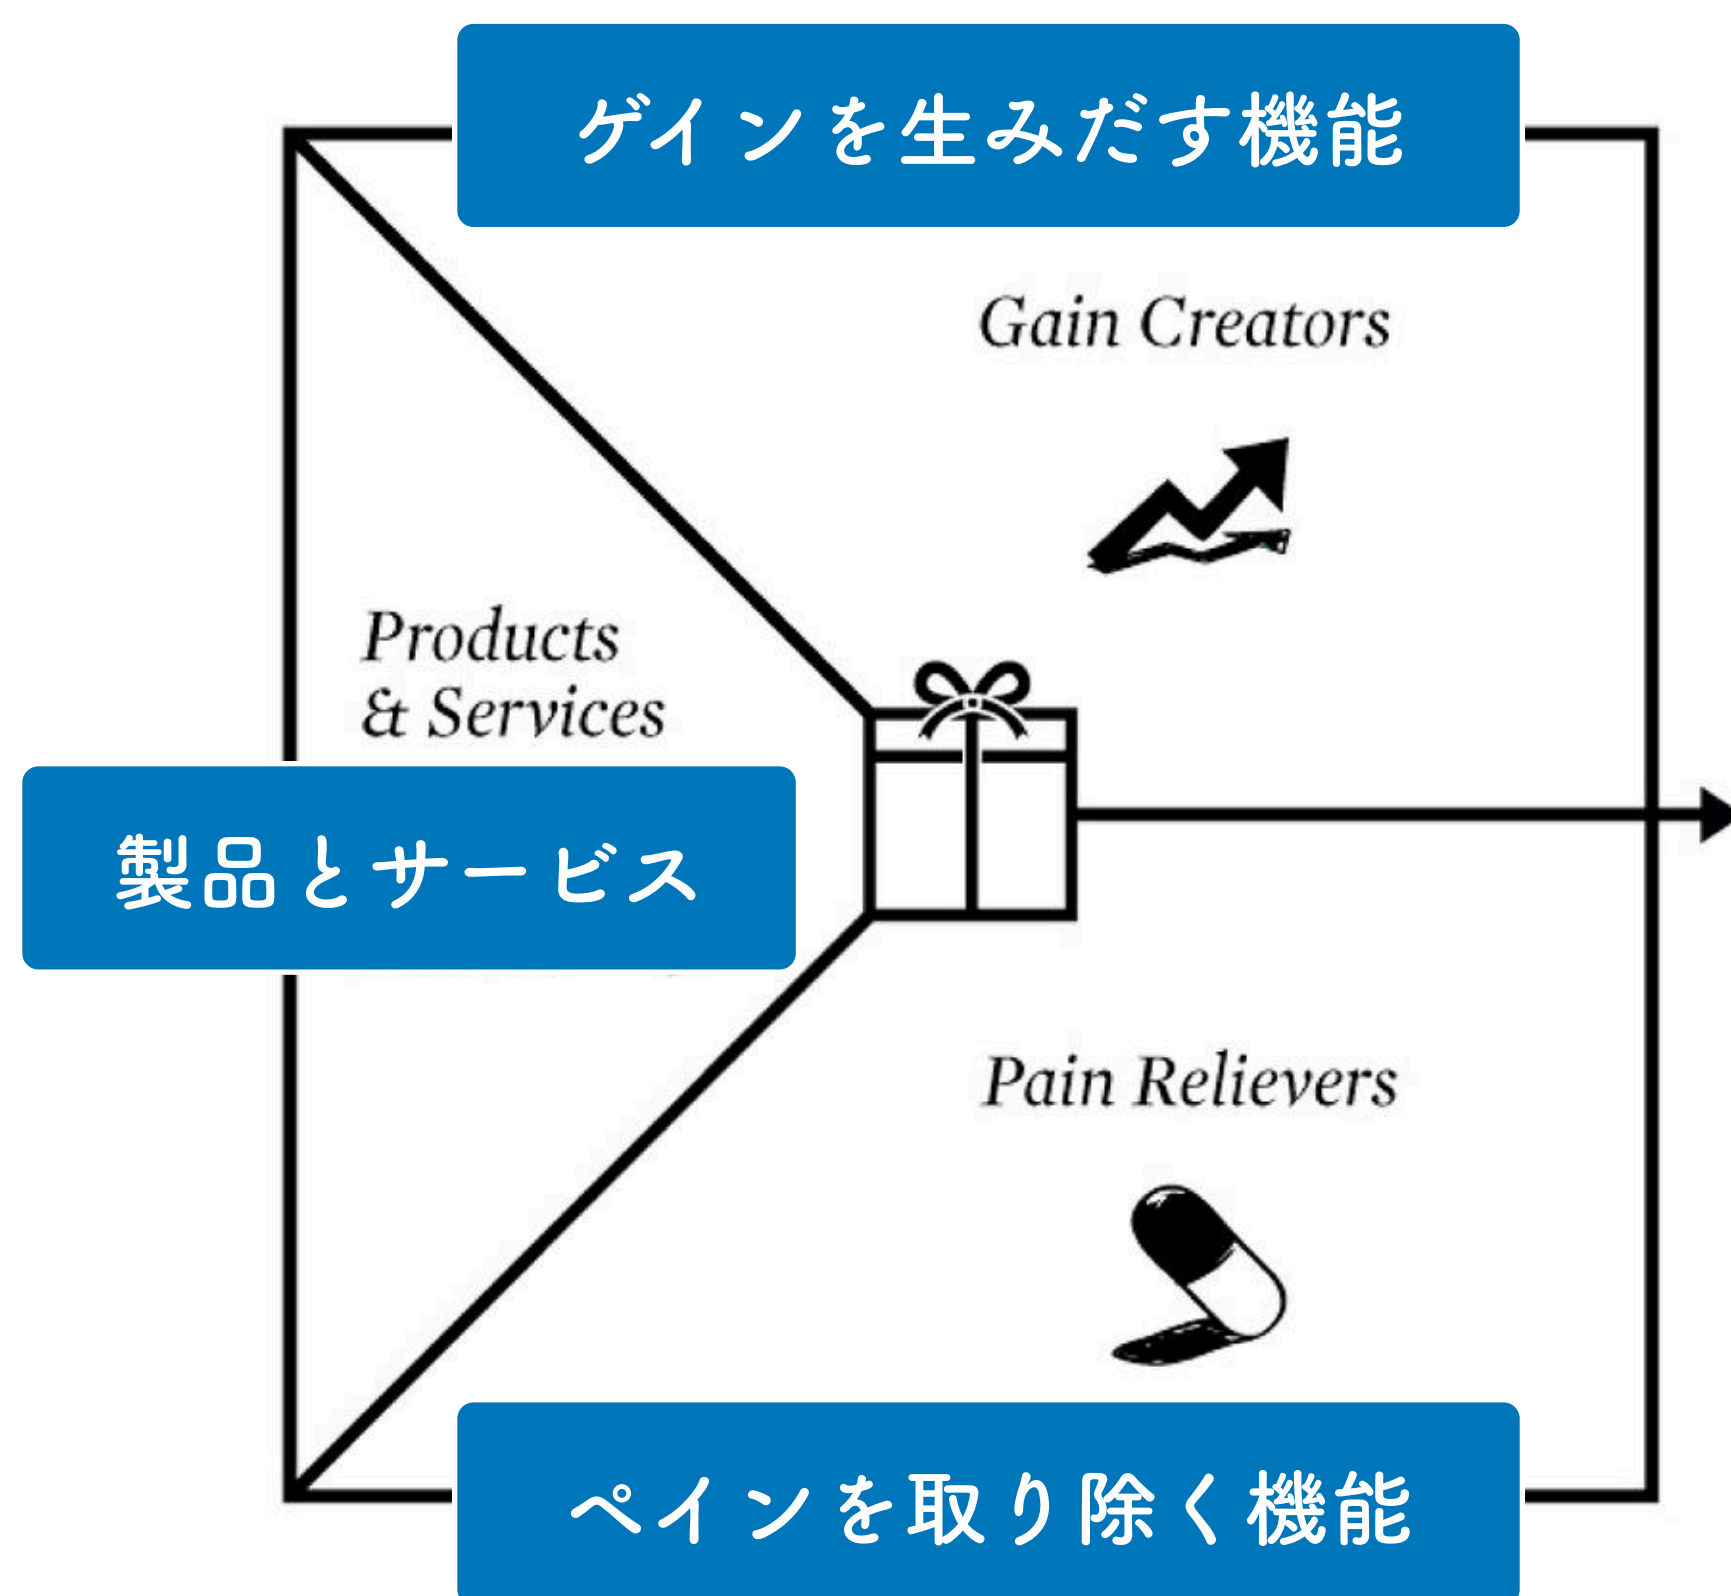 ゲインを生みだす機能
Gain Creators
Products
& Services
製品とサービス
Pain Relievers
ペインを取り除く機能